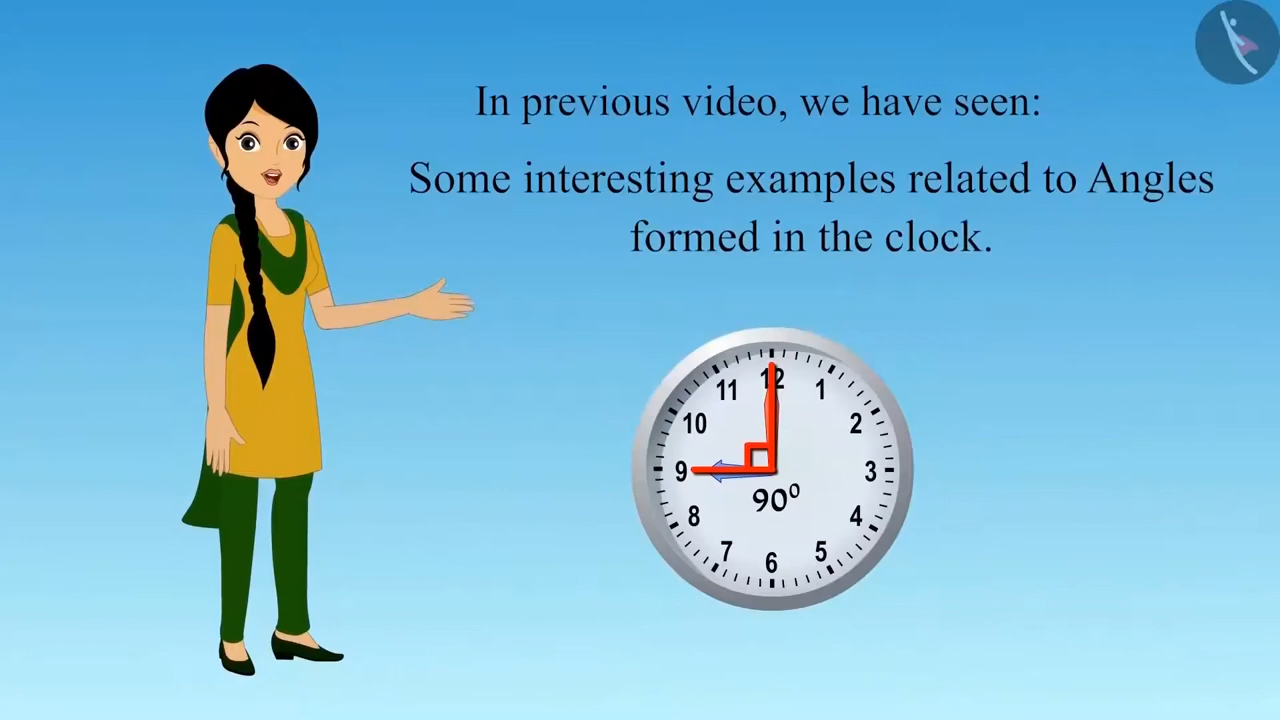 In previous video, we have seen:
Some interesting examples related to Angles
formed in the clock.
12
11 1
10 2
9 3
90⁰
8 4
7 5
6